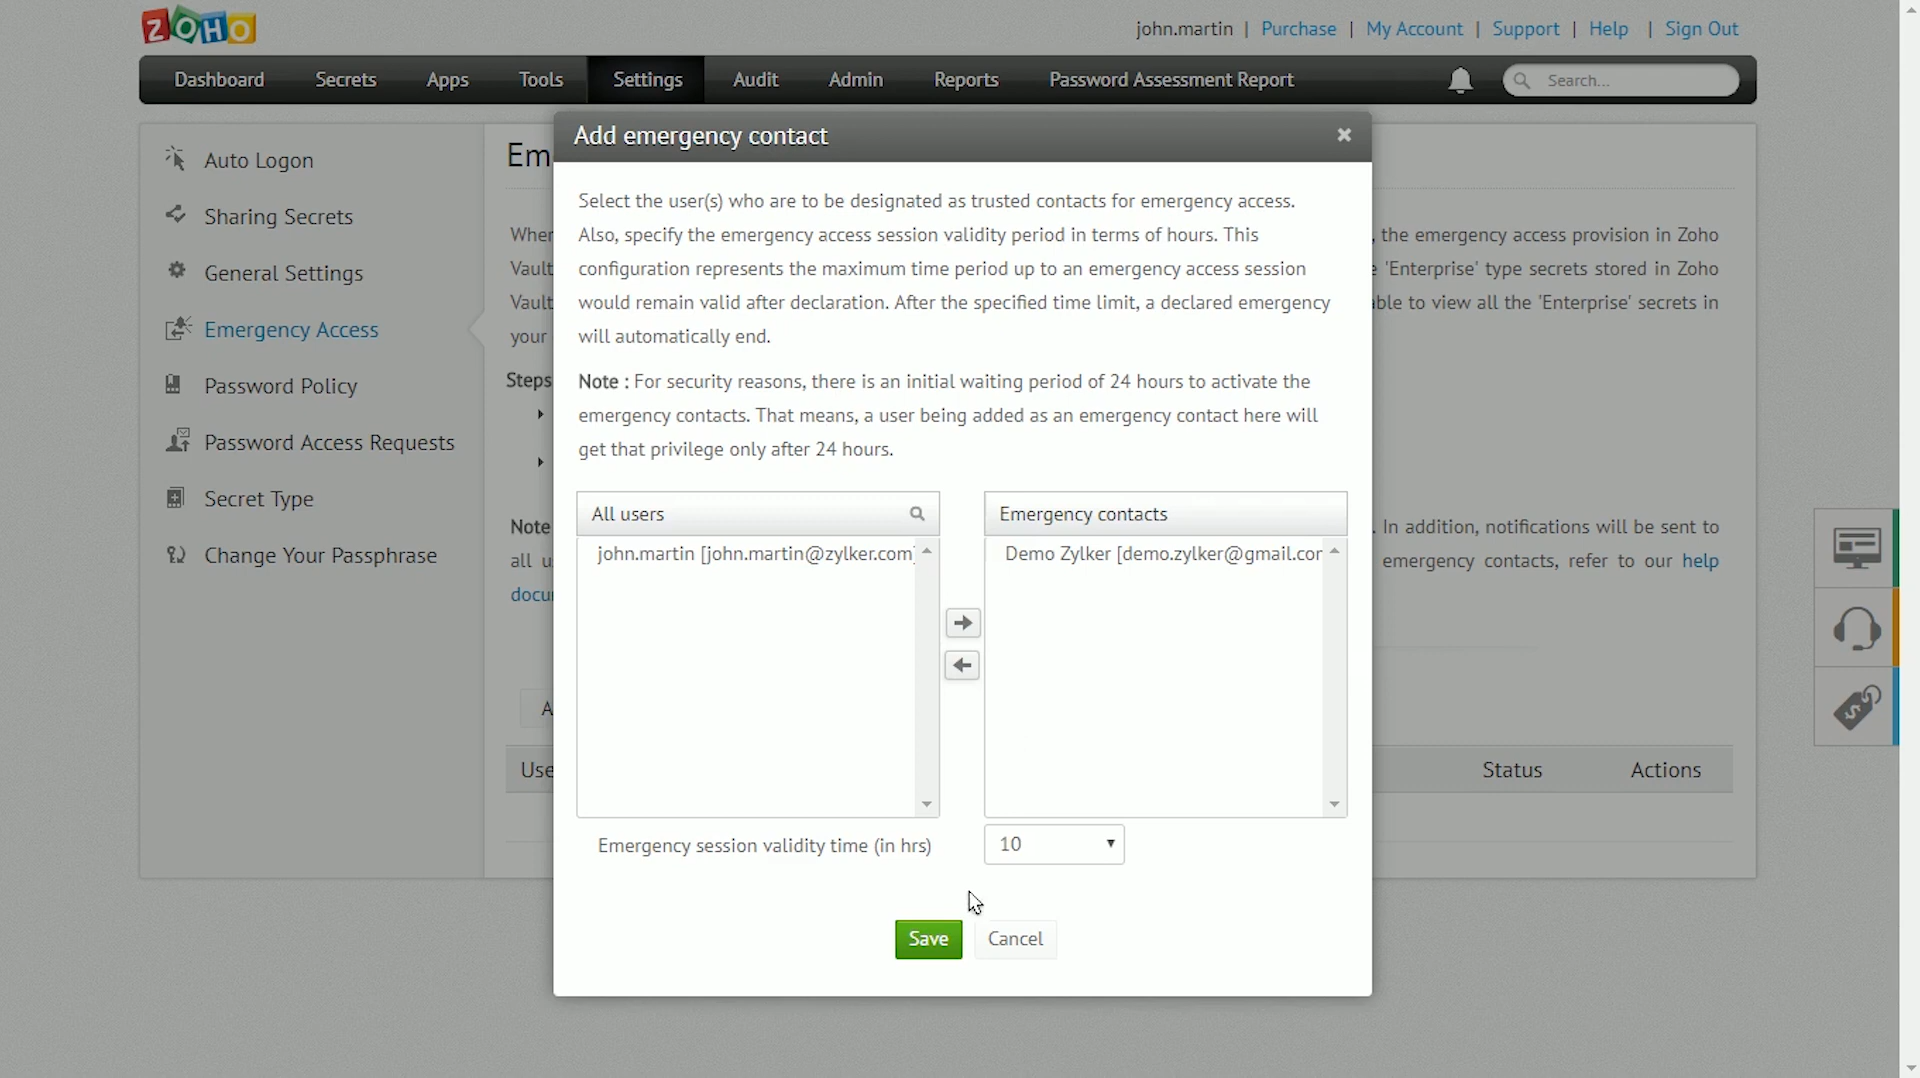 ZOHO
john.martin | Purchase | My Account | Support | Help | Sign Out
Dashboard Secrets Apps Tools Settings Audit Admin Reports Password Assessment Report Search...
Auto Logon
Sharing Secrets
General Settings
Emergency Access
Password Policy
Password Access Requests
Secret Type
Change Your Passphrase
Em
Add emergency contact
Select the user(s) who are to be designated as trusted contacts for emergency access.
Also, specify the emergency access session validity period in terms of hours. This
configuration represents the maximum time period up to an emergency access session
would remain valid after declaration. After the specified time limit, a declared emergency
will automatically end.
Note : For security reasons, there is an initial waiting period of 24 hours to activate the
emergency contacts. That means, a user being added as an emergency contact here will
get that privilege only after 24 hours.
All users
john.martin [john.martin@zylker.com]
Emergency contacts
Demo Zylker [demo.zylker@gmail.com
Emergency session validity time (in hrs)
10
Save Cancel
Vault
Vault
your
Steps
Note
all u
docu
A
Use
, the emergency access provision in Zoho
'Enterprise' type secrets stored in Zoho
able to view all the 'Enterprise' secrets in
. In addition, notifications will be sent to
emergency contacts, refer to our help
Status Actions